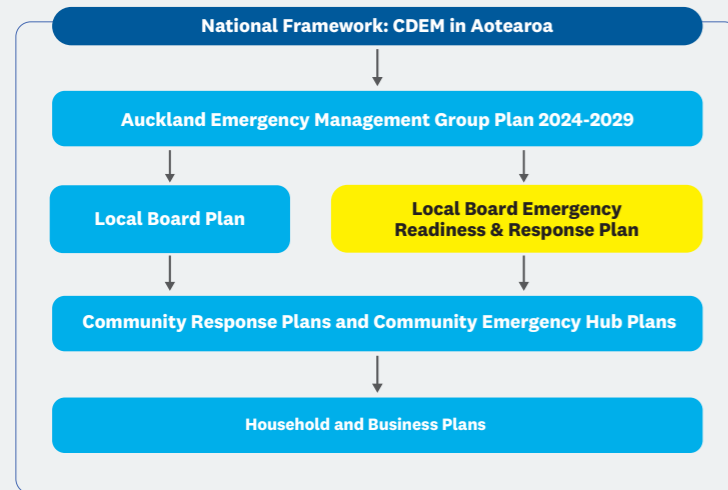 National Framework: CDEM in Aotearoa
Auckland Emergency Management Group Plan 2024-2029
Local Board Plan
Local Board Emergency
Readiness & Response Plan
Community Response Plans and Community Emergency Hub Plans
Household and Business Plans